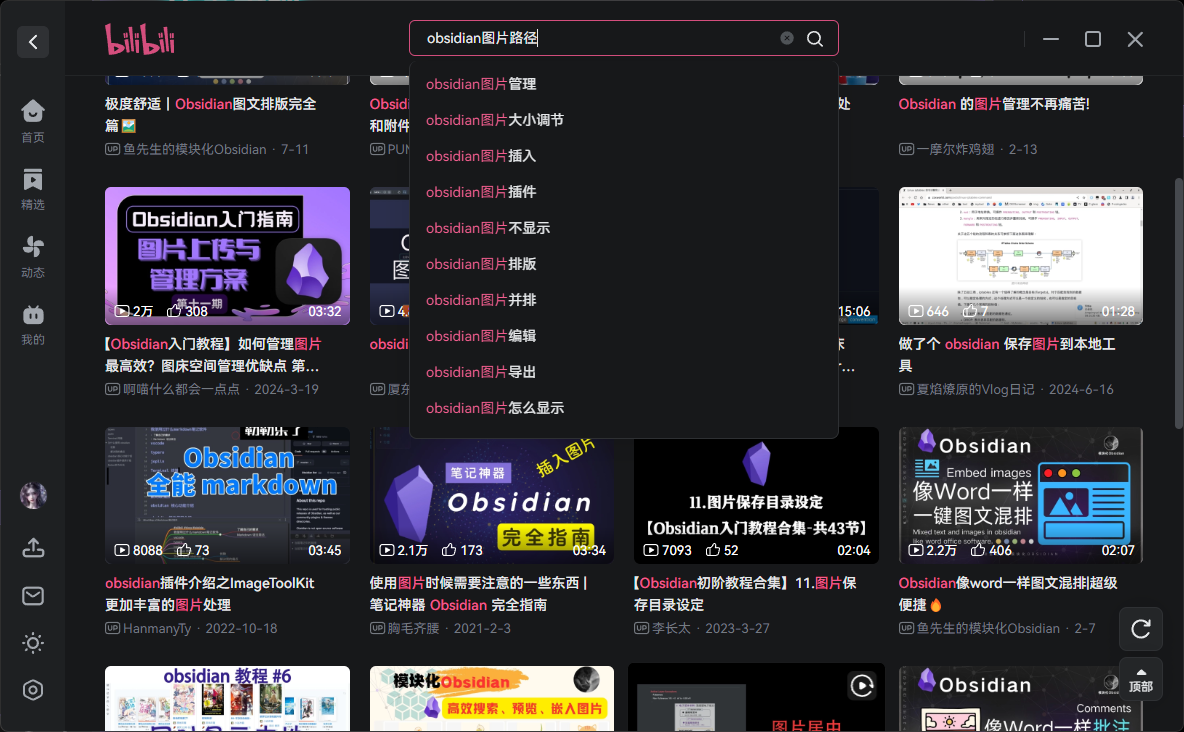 bilibili
obsidian图片路径
首页
精选
动态
我的
obsidian图片管理
obsidian图片大小调节
obsidian图片插入
obsidian图片插件
obsidian图片不显示
obsidian图片排版
obsidian图片并排
obsidian图片编辑
obsidian图片导出
obsidian图片怎么显示
极度舒适 | Obsidian图文排版完全
篇🖼️
UP 鱼先生的模块化Obsidian · 7-11
Obsidi
和附件
UP PUN
处
Obsidian 的图片管理不再痛苦!
UP 一摩尔炸鸡翅 · 2-13
Obsidian入门指南
图片上传与
管理方案
第十一期
2万 308 03:32
【Obsidian入门教程】如何管理图片
最高效？图床空间管理优缺点 第...
UP 啊喵什么都会一点点 · 2024-3-19
15:06
obsidi
UP 厦东
646 7 01:28
做了个 obsidian 保存图片到本地工
具
UP 夏焰燎原的Vlog日记 · 2024-6-16
Obsidian
全能 markdown
8088 73 03:45
obsidian插件介绍之ImageToolKit
更加丰富的图片处理
UP HanmanyTy · 2022-10-18
插入图片
笔记神器
Obsidian
完全指南
2.1万 173 03:34
使用图片时候需要注意的一些东西 |
笔记神器 Obsidian 完全指南
UP 胸毛齐腰 · 2021-2-3
11.图片保存目录设定
【Obsidian入门教程合集-共43节】
7093 52 02:04
【Obsidian初阶教程合集】11.图片保
存目录设定
UP 李长太 · 2023-3-27
Obsidian
Embed images
像Word一样
一键图文混排
Mixed text and images in obsidian
like word office software.
2.2万 406 02:07
Obsidian像word一样图文混排|超级
便捷🔥
UP 鱼先生的模块化Obsidian · 2-7
obsidian 教程 #6
模块化Obsidian
高效搜索、预览、嵌入图片
图片居中
Obsidian
Comments
像Word一样批注
顶部